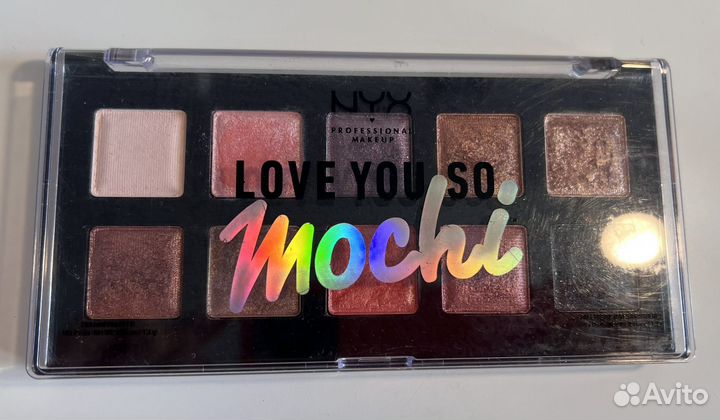 NYX
PROFESSIONAL
MAKEUP
LOVE YOU SO
mochi
Avito